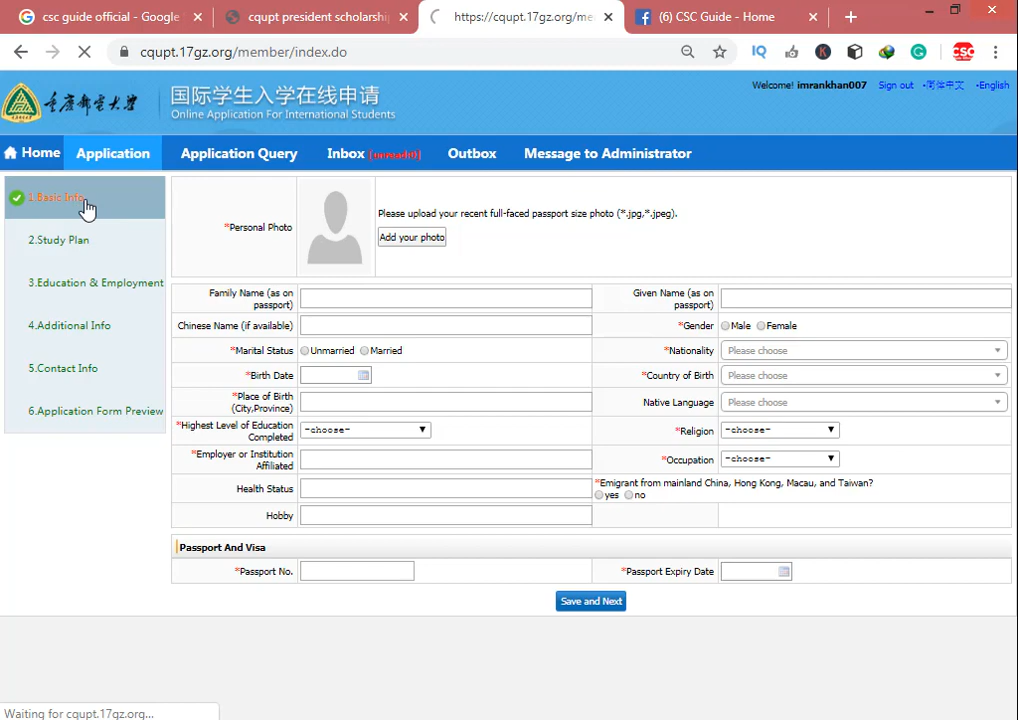 csc guide official - Google
cqupt president scholarshi
https://cqupt.17gz.org/me
(6) CSC Guide - Home
cqupt.17gz.org/member/index.do
IQ
K
CSC
重庆邮电大学
国际学生入学在线申请
Online Application For International Students
Welcome! imrankhan007 Sign out ·简体中文 ·English
Home Application Application Query Inbox [unread:0] Outbox Message to Administrator
1.Basic Info
2.Study Plan
3.Education & Employment
4.Additional Info
5.Contact Info
6.Application Form Preview
*Personal Photo
Please upload your recent full-faced passport size photo (*.jpg,*.jpeg).
Add your photo
Family Name (as on
passport)
Given Name (as on
passport)
Chinese Name (if available)
*Gender Male Female
*Marital Status Unmarried Married
*Nationality Please choose
*Birth Date
*Country of Birth Please choose
*Place of Birth
(City,Province)
Native Language Please choose
*Highest Level of Education
Completed
-choose-
*Religion -choose-
*Employer or Institution
Affiliated
*Occupation -choose-
Health Status
*Emigrant from mainland China, Hong Kong, Macau, and Taiwan?
yes no
Hobby
Passport And Visa
*Passport No.
*Passport Expiry Date
Save and Next
Waiting for cqupt.17gz.org...